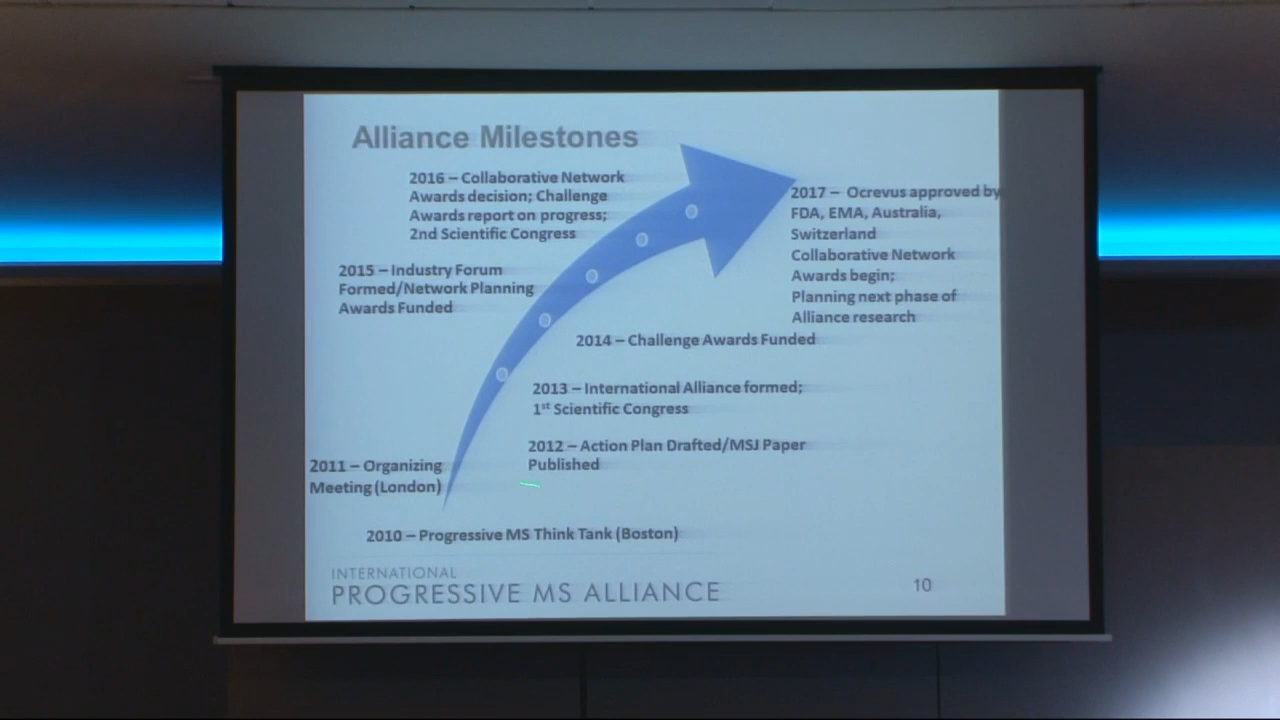 Alliance Milestones
2016 – Collaborative Network
Awards decision; Challenge
Awards report on progress;
2nd Scientific Congress
2017 – Ocrevus approved by
FDA, EMA, Australia,
Switzerland
Collaborative Network
Awards begin;
Planning next phase of
Alliance research
2015 – Industry Forum
Formed/Network Planning
Awards Funded
2014 – Challenge Awards Funded
2013 – International Alliance formed;
1st Scientific Congress
2012 – Action Plan Drafted/MSJ Paper
Published
2011 – Organizing
Meeting (London)
2010 – Progressive MS Think Tank (Boston)
INTERNATIONAL
PROGRESSIVE MS ALLIANCE
10